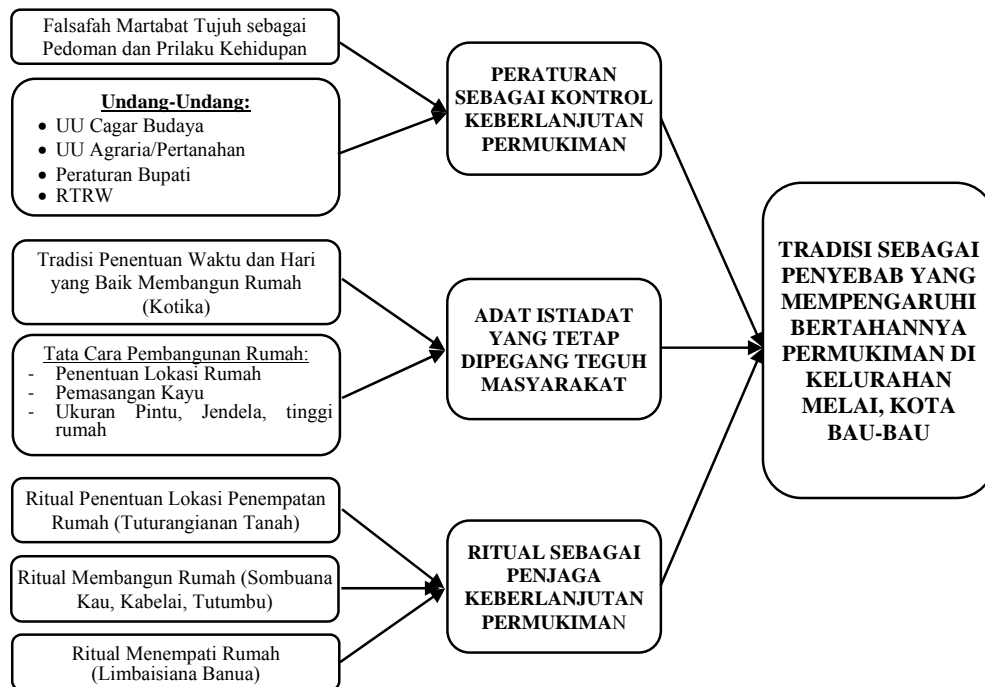 Falsafah Martabat Tujuh sebagai
Pedoman dan Prilaku Kehidupan
Undang-Undang:
• UU Cagar Budaya
• UU Agraria/Pertanahan
• Peraturan Bupati
• RTRW
PERATURAN
SEBAGAI KONTROL
KEBERLANJUTAN
PERMUKIMAN
Tradisi Penentuan Waktu dan Hari
yang Baik Membangun Rumah
(Kotika)
Tata Cara Pembangunan Rumah:
- Penentuan Lokasi Rumah
- Pemasangan Kayu
- Ukuran Pintu, Jendela, tinggi
rumah
ADAT ISTIADAT
YANG TETAP
DIPEGANG TEGUH
MASYARAKAT
Ritual Penentuan Lokasi Penempatan
Rumah (Tuturangianan Tanah)
Ritual Membangun Rumah (Sombuana
Kau, Kabelai, Tutumbu)
Ritual Menempati Rumah
(Limbaisiana Banua)
RITUAL SEBAGAI
PENJAGA
KEBERLANJUTAN
PERMUKIMAN
TRADISI SEBAGAI
PENYEBAB YANG
MEMPENGARUHI
BERTAHANNYA
PERMUKIMAN DI
KELURAHAN
MELAI, KOTA
BAU-BAU